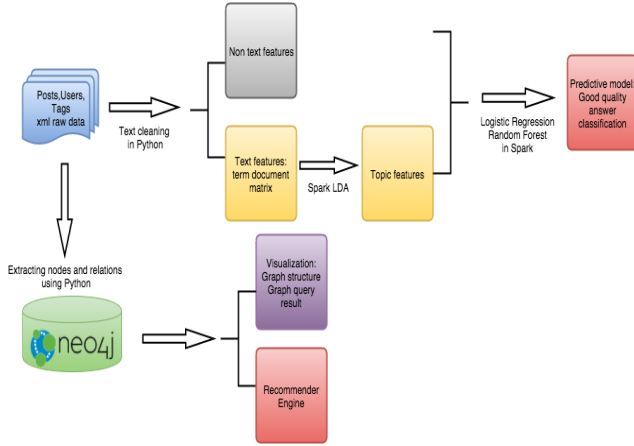 Non text features
Posts,Users,
Tags
xml raw data
Text cleaning
in Python
Text features:
term document
matrix
Spark LDA
Topic features
Logistic Regression
Random Forest
in Spark
Predictive model:
Good quality
answer
classification
Extracting nodes and relations
using Python
neo4j
Visualization:
Graph structure
Graph query
result
Recommender
Engine